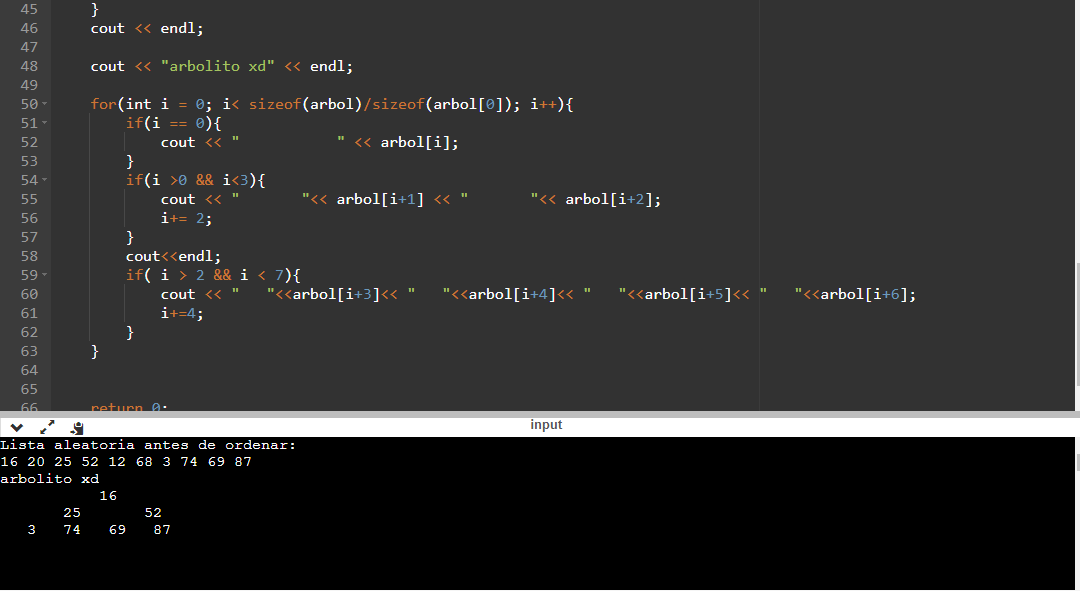 45 }
46 cout << endl;
47
48 cout << "arbolito xd" << endl;
49
50 for(int i = 0; i< sizeof(arbol)/sizeof(arbol[0]); i++){
51 if(i == 0){
52 cout << "           " << arbol[i];
53 }
54 if(i >0 && i<3){
55 cout << "       "<< arbol[i+1] << "       "<< arbol[i+2];
56 i+= 2;
57 }
58 cout<<endl;
59 if( i > 2 && i < 7){
60 cout << "   "<<arbol[i+3]<< "   "<<arbol[i+4]<< "   "<<arbol[i+5]<< "   "<<arbol[i+6];
61 i+=4;
62 }
63 }
64
65
66 return 0;
input
Lista aleatoria antes de ordenar:
16 20 25 52 12 68 3 74 69 87
arbolito xd
16
25 52
3 74 69 87